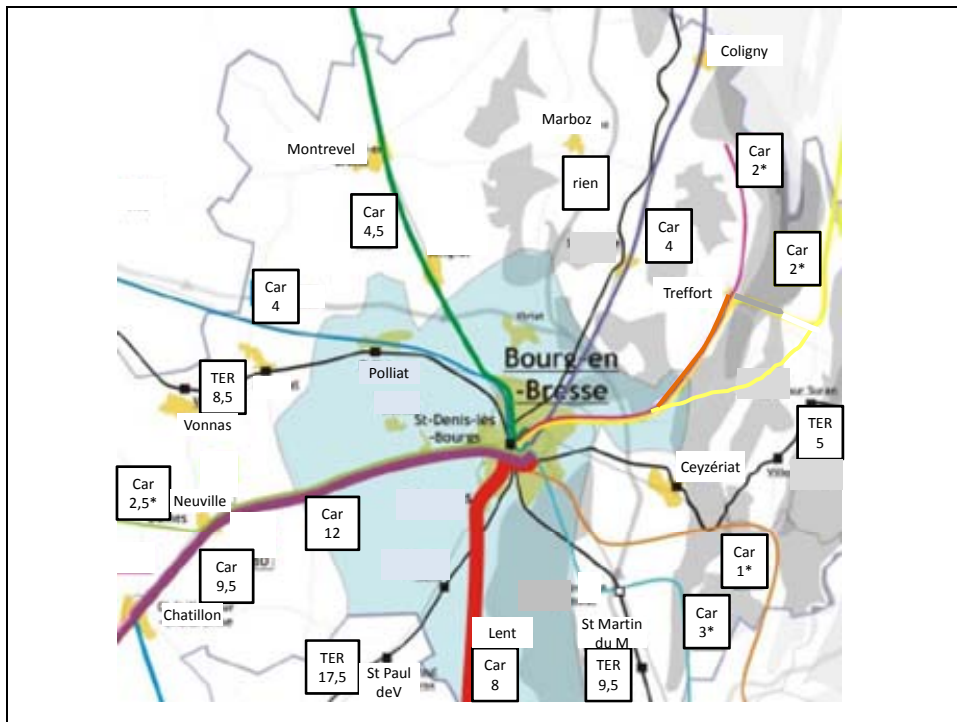 Coligny
Marboz
Montrevel
Car
2*
rien
Car
4,5
Car
4
Car
2*
Car
4
Treffort
Bourg-en
-Bresse
Polliat
TER
8,5
Vonnas
St-Denis-lès
-Bourgs
TER
5
Ceyzériat
Car
2,5*
Neuville
Car
12
Car
9,5
Car
1*
Chatillon
Car
3*
St Martin
du M
Lent
TER
17,5
St Paul
deV
Car
8
TER
9,5